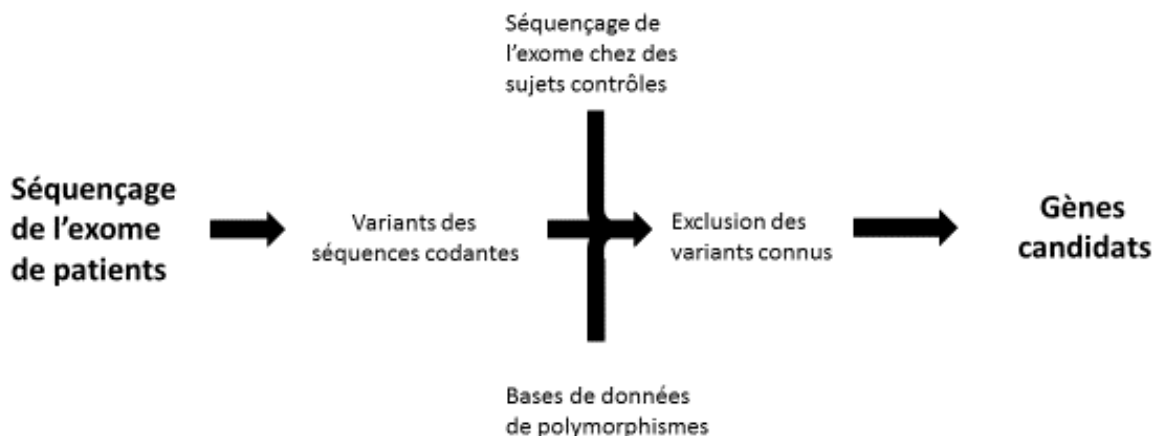 Séquençage de
l'exome chez des
sujets contrôles
Séquençage
de l'exome
de patients
Variants des
séquences codantes
Exclusion des
variants connus
Gènes
candidats
Bases de données
de polymorphismes